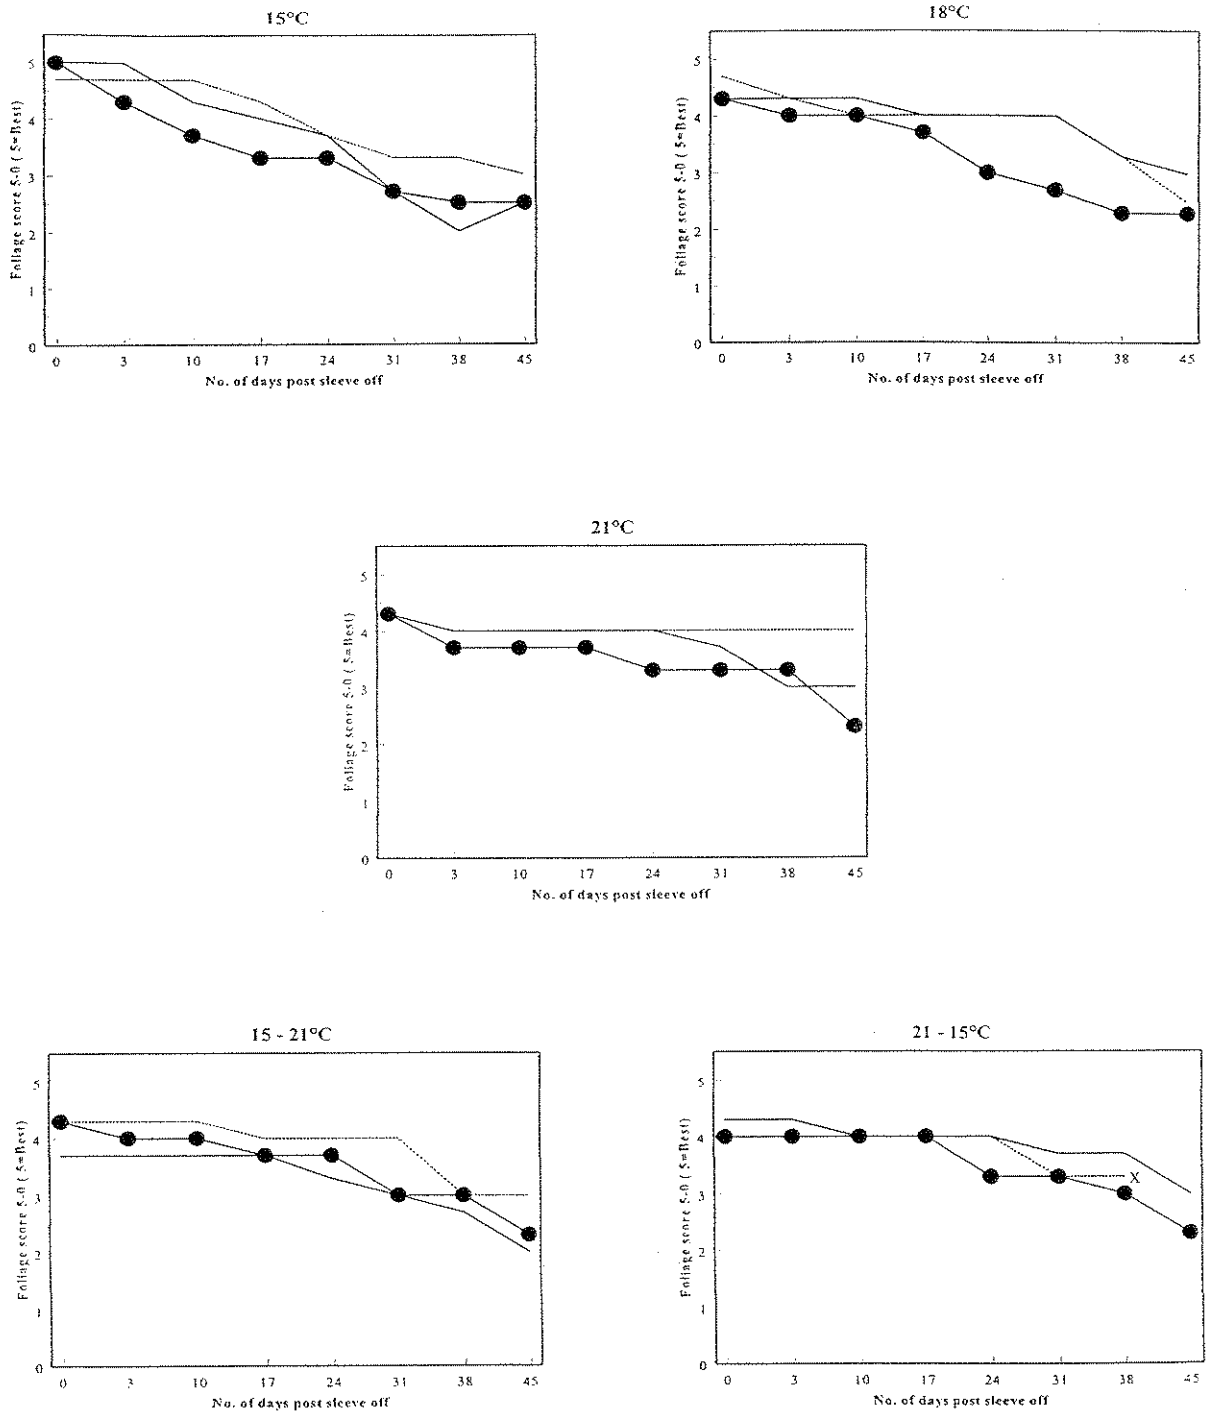 15°C
Foliage score 5-0 ( 5=Best)
5
4
3
2
1
0
0 3 10 17 24 31 38 45
No. of days post sleeve off
18°C
Foliage score 5-0 ( 5=Best)
5
4
3
2
1
0
0 3 10 17 24 31 38 45
No. of days post sleeve off
21°C
Foliage score 5-0 ( 5=Best)
5
4
3
2
1
0
0 3 10 17 24 31 38 45
No. of days post sleeve off
15 - 21°C
Foliage score 5-0 ( 5=Best)
5
4
3
2
1
0
0 3 10 17 24 31 38 45
No. of days post sleeve off
21 - 15°C
Foliage score 5-0 ( 5=Best)
5
4
3
2
1
0
X
0 3 10 17 24 31 38 45
No. of days post sleeve off